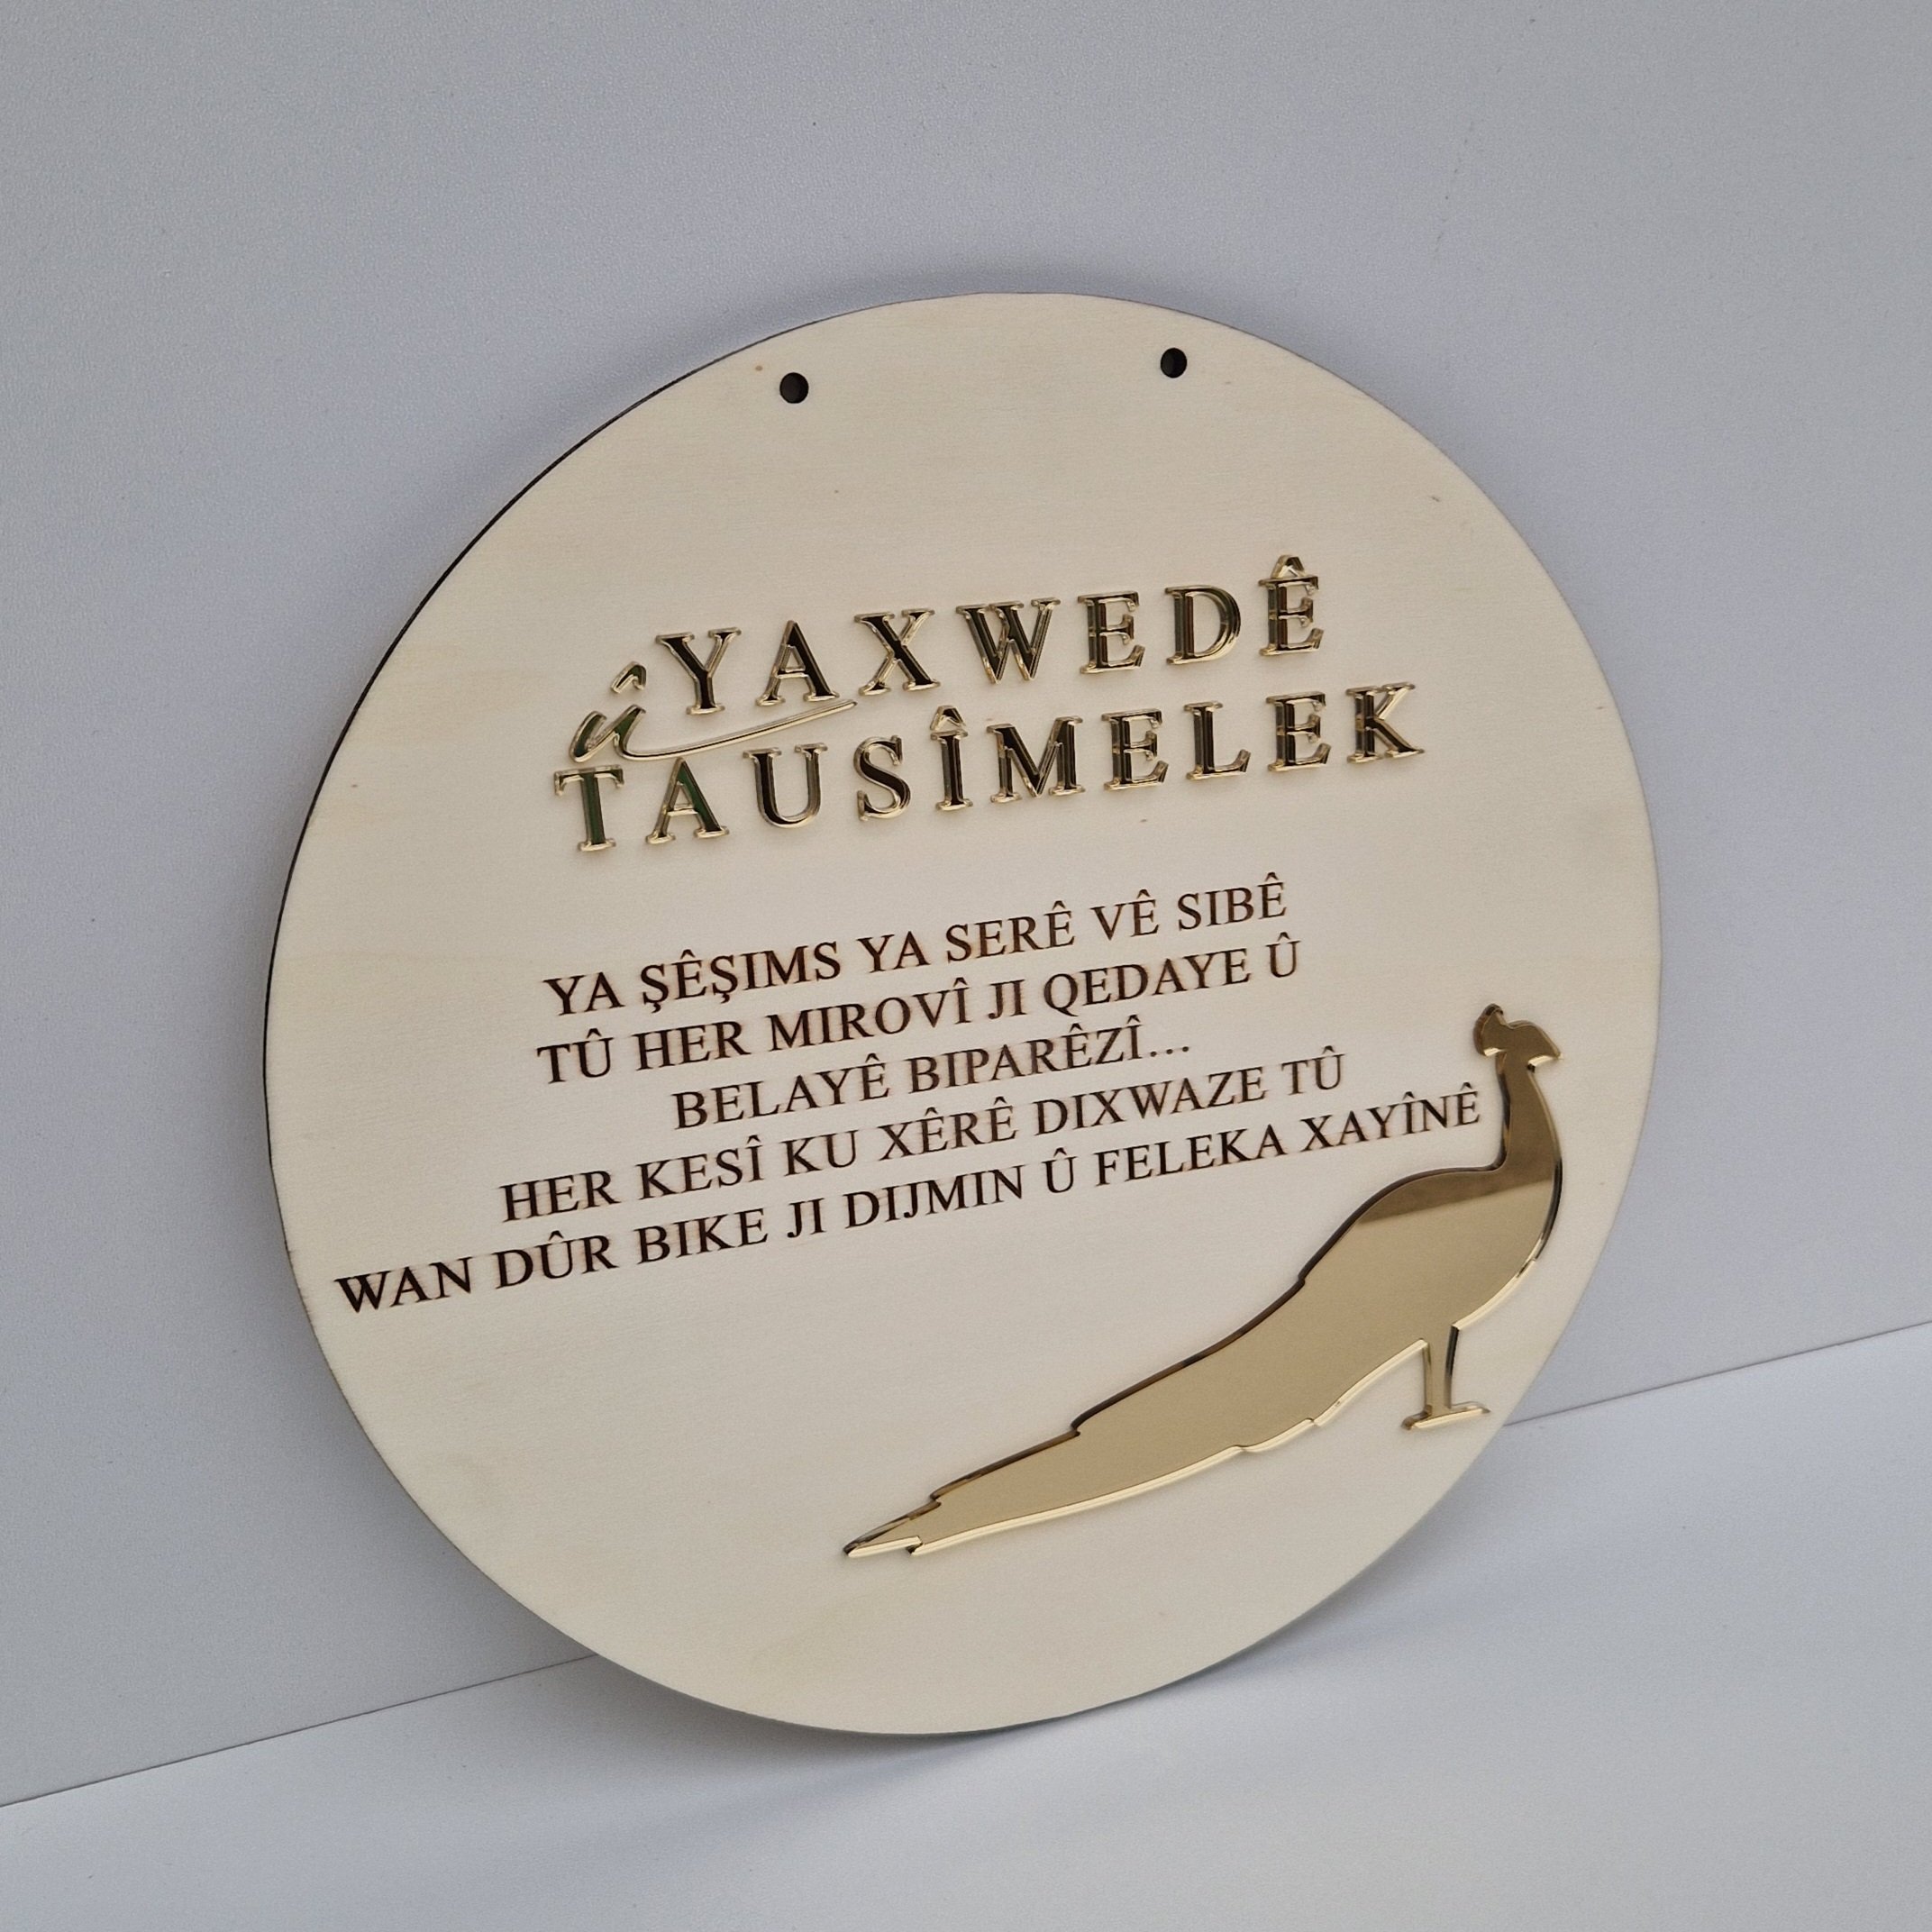 YAXWEDÊ
û
TAUSÎMELEK
YA ŞÊŞIMS YA SERÊ VÊ SIBÊ
TÛ HER MIROVÎ JI QEDAYE Û
BELAYÊ BIPARÊZÎ...
HER KESÎ KU XÊRÊ DIXWAZE TÛ
WAN DÛR BIKE JI DIJMIN Û FELEKA XAYÎNÊ